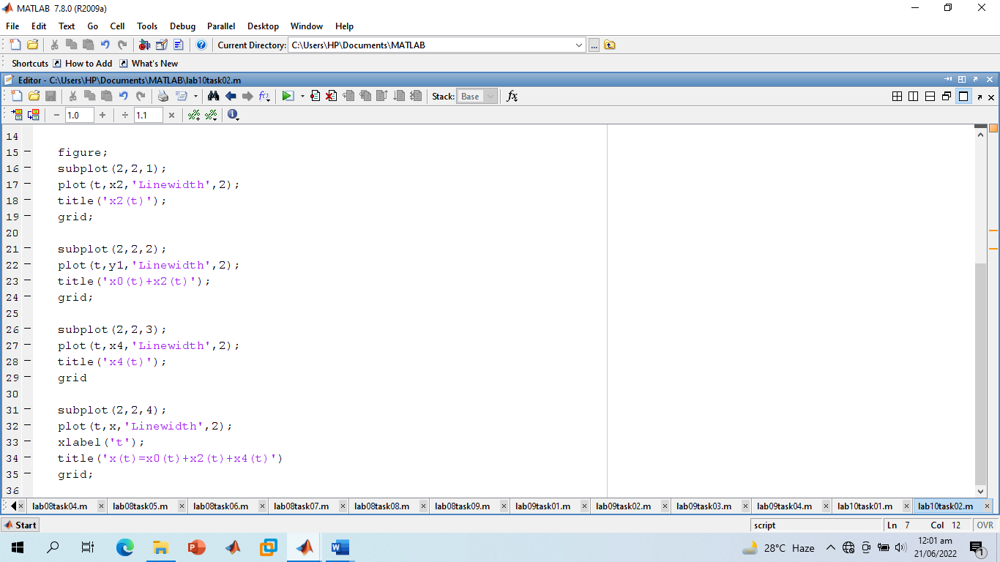 MATLAB 7.8.0 (R2009a)
File Edit Text Go Cell Tools Debug Parallel Desktop Window Help
Current Directory: C:\Users\HP\Documents\MATLAB ...
Shortcuts How to Add What's New
Editor - C:\Users\HP\Documents\MATLAB\lab10task02.m
Stack: Base fx
− 1.0 + ÷ 1.1 ×
14
15 − figure;
16 − subplot(2,2,1);
17 − plot(t,x2,'Linewidth',2);
18 − title('x2(t)');
19 − grid;
20
21 − subplot(2,2,2);
22 − plot(t,y1,'Linewidth',2);
23 − title('x0(t)+x2(t)');
24 − grid;
25
26 − subplot(2,2,3);
27 − plot(t,x4,'Linewidth',2);
28 − title('x4(t)');
29 − grid
30
31 − subplot(2,2,4);
32 − plot(t,x,'Linewidth',2);
33 − xlabel('t');
34 − title('x(t)=x0(t)+x2(t)+x4(t)')
35 − grid;
36
lab08task04.m lab08task05.m lab08task06.m lab08task07.m lab08task08.m lab08task09.m lab09task01.m lab09task02.m lab09task03.m lab09task04.m lab10task01.m lab10task02.m
Start script Ln 7 Col 12 OVR
28°C Haze 12:01 am
21/06/2022 1